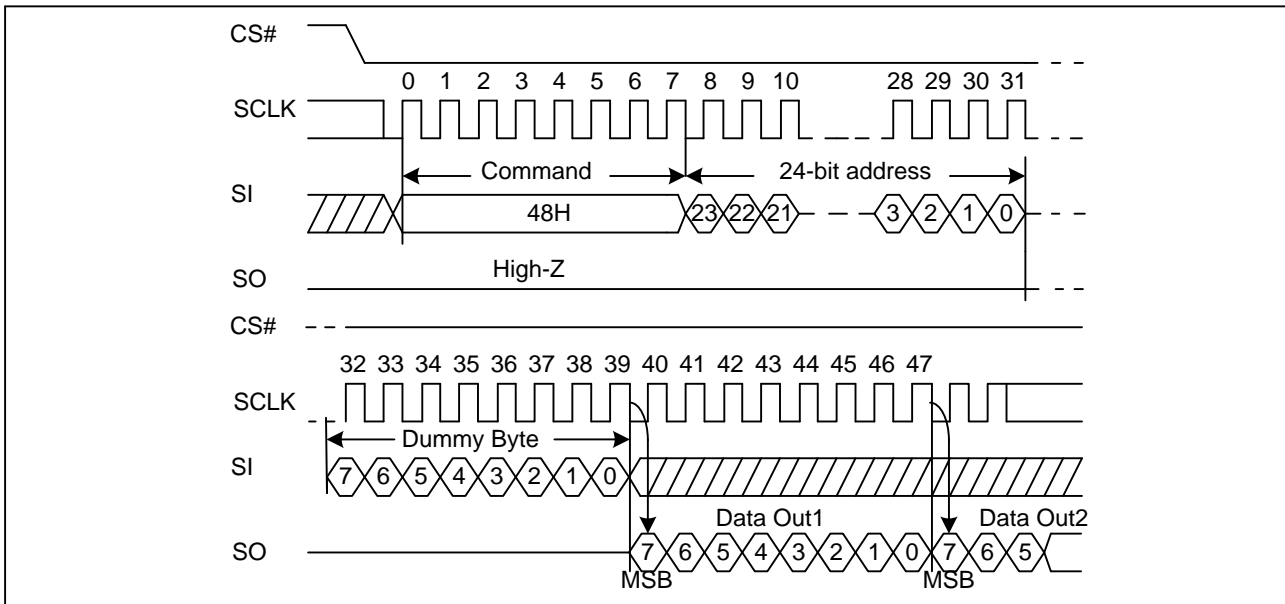 CS#
0 1 2 3 4 5 6 7 8 9 10 28 29 30 31
SCLK
Command 24-bit address
SI
48H 23 22 21 3 2 1 0
High-Z
SO
CS#
32 33 34 35 36 37 38 39 40 41 42 43 44 45 46 47
SCLK
Dummy Byte
SI
7 6 5 4 3 2 1 0
Data Out1 Data Out2
SO
7 6 5 4 3 2 1 0 7 6 5
MSB MSB